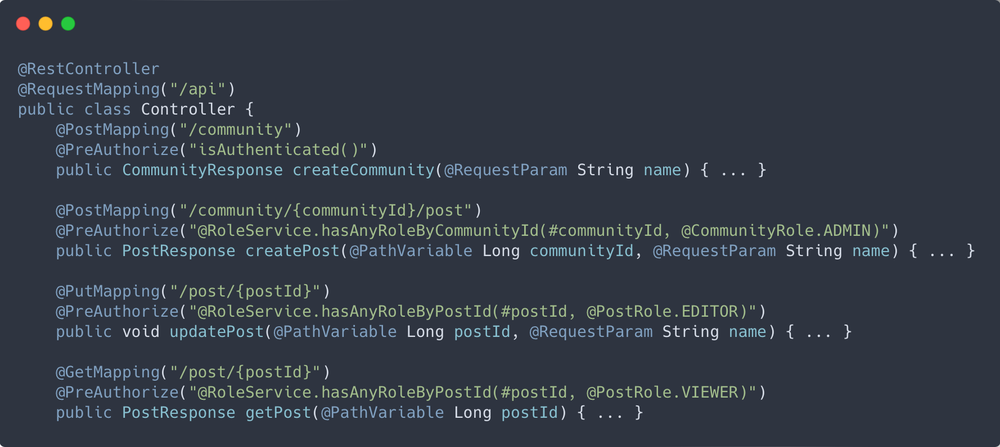 @RestController
@RequestMapping("/api")
public class Controller {
    @PostMapping("/community")
    @PreAuthorize("isAuthenticated()")
    public CommunityResponse createCommunity(@RequestParam String name) { ... }

    @PostMapping("/community/{communityId}/post")
    @PreAuthorize("@RoleService.hasAnyRoleByCommunityId(#communityId, @CommunityRole.ADMIN)")
    public PostResponse createPost(@PathVariable Long communityId, @RequestParam String name) { ... }

    @PutMapping("/post/{postId}")
    @PreAuthorize("@RoleService.hasAnyRoleByPostId(#postId, @PostRole.EDITOR)")
    public void updatePost(@PathVariable Long postId, @RequestParam String name) { ... }

    @GetMapping("/post/{postId}")
    @PreAuthorize("@RoleService.hasAnyRoleByPostId(#postId, @PostRole.VIEWER)")
    public PostResponse getPost(@PathVariable Long postId) { ... }